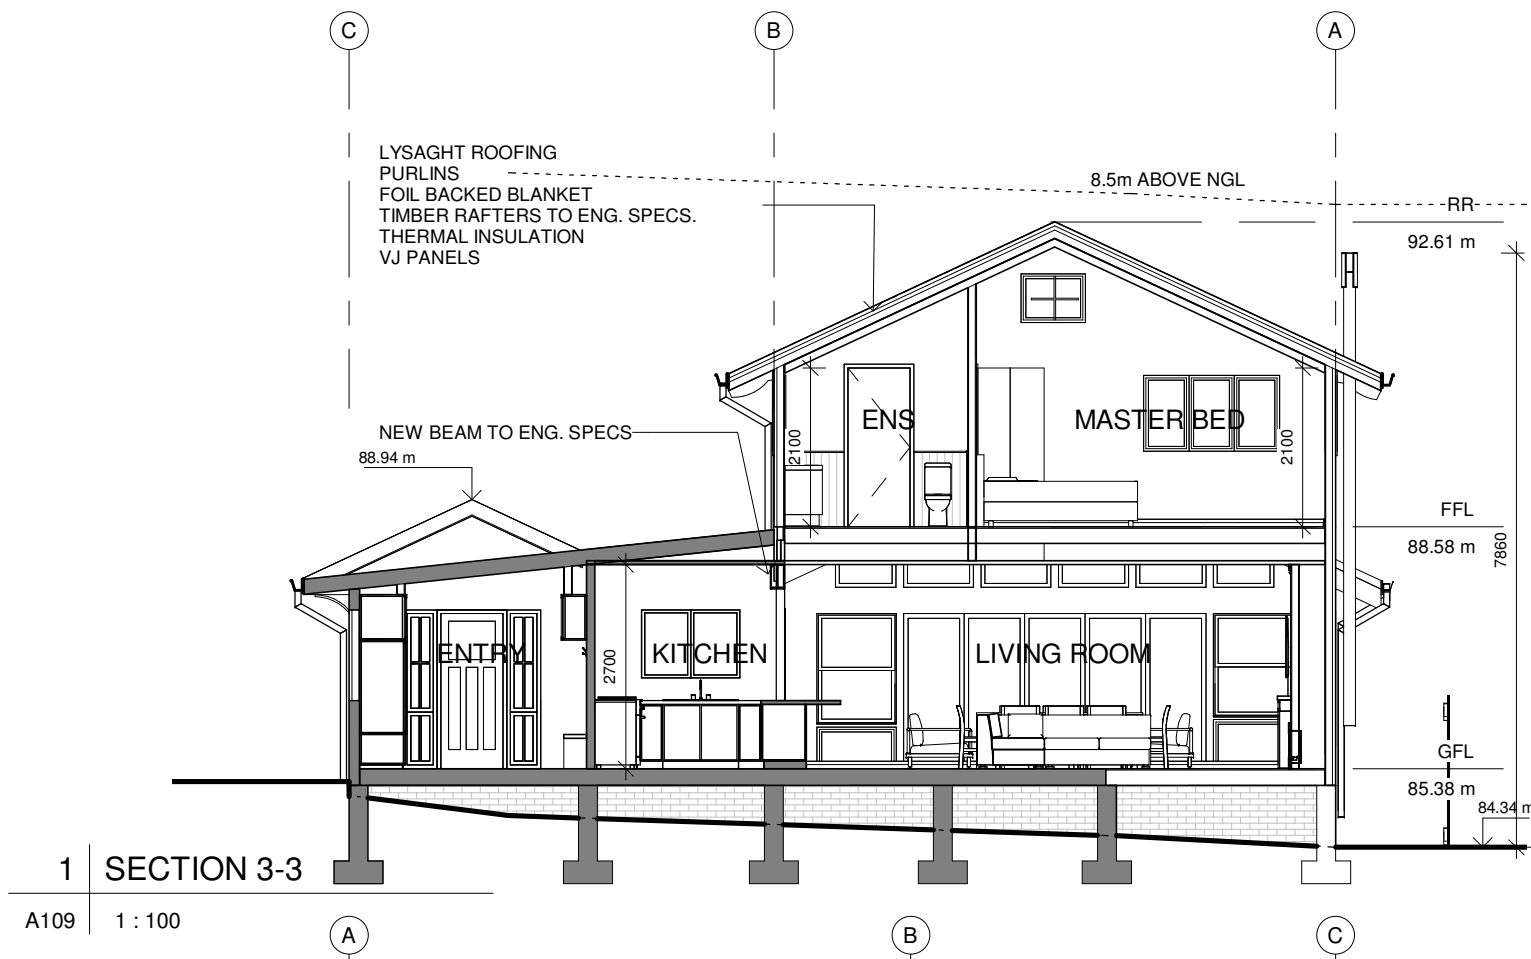 C
B
A
LYSAGHT ROOFING
PURLINS
FOIL BACKED BLANKET
TIMBER RAFTERS TO ENG. SPECS.
THERMAL INSULATION
VJ PANELS
8.5m ABOVE NGL
RR
92.61 m
NEW BEAM TO ENG. SPECS
88.94 m
2100
ENS
MASTER BED
2100
FFL
88.58 m
7860
2700
ENTRY
KITCHEN
LIVING ROOM
GFL
85.38 m
84.34 m
1 SECTION 3-3
A109 1 : 100
A
B
C